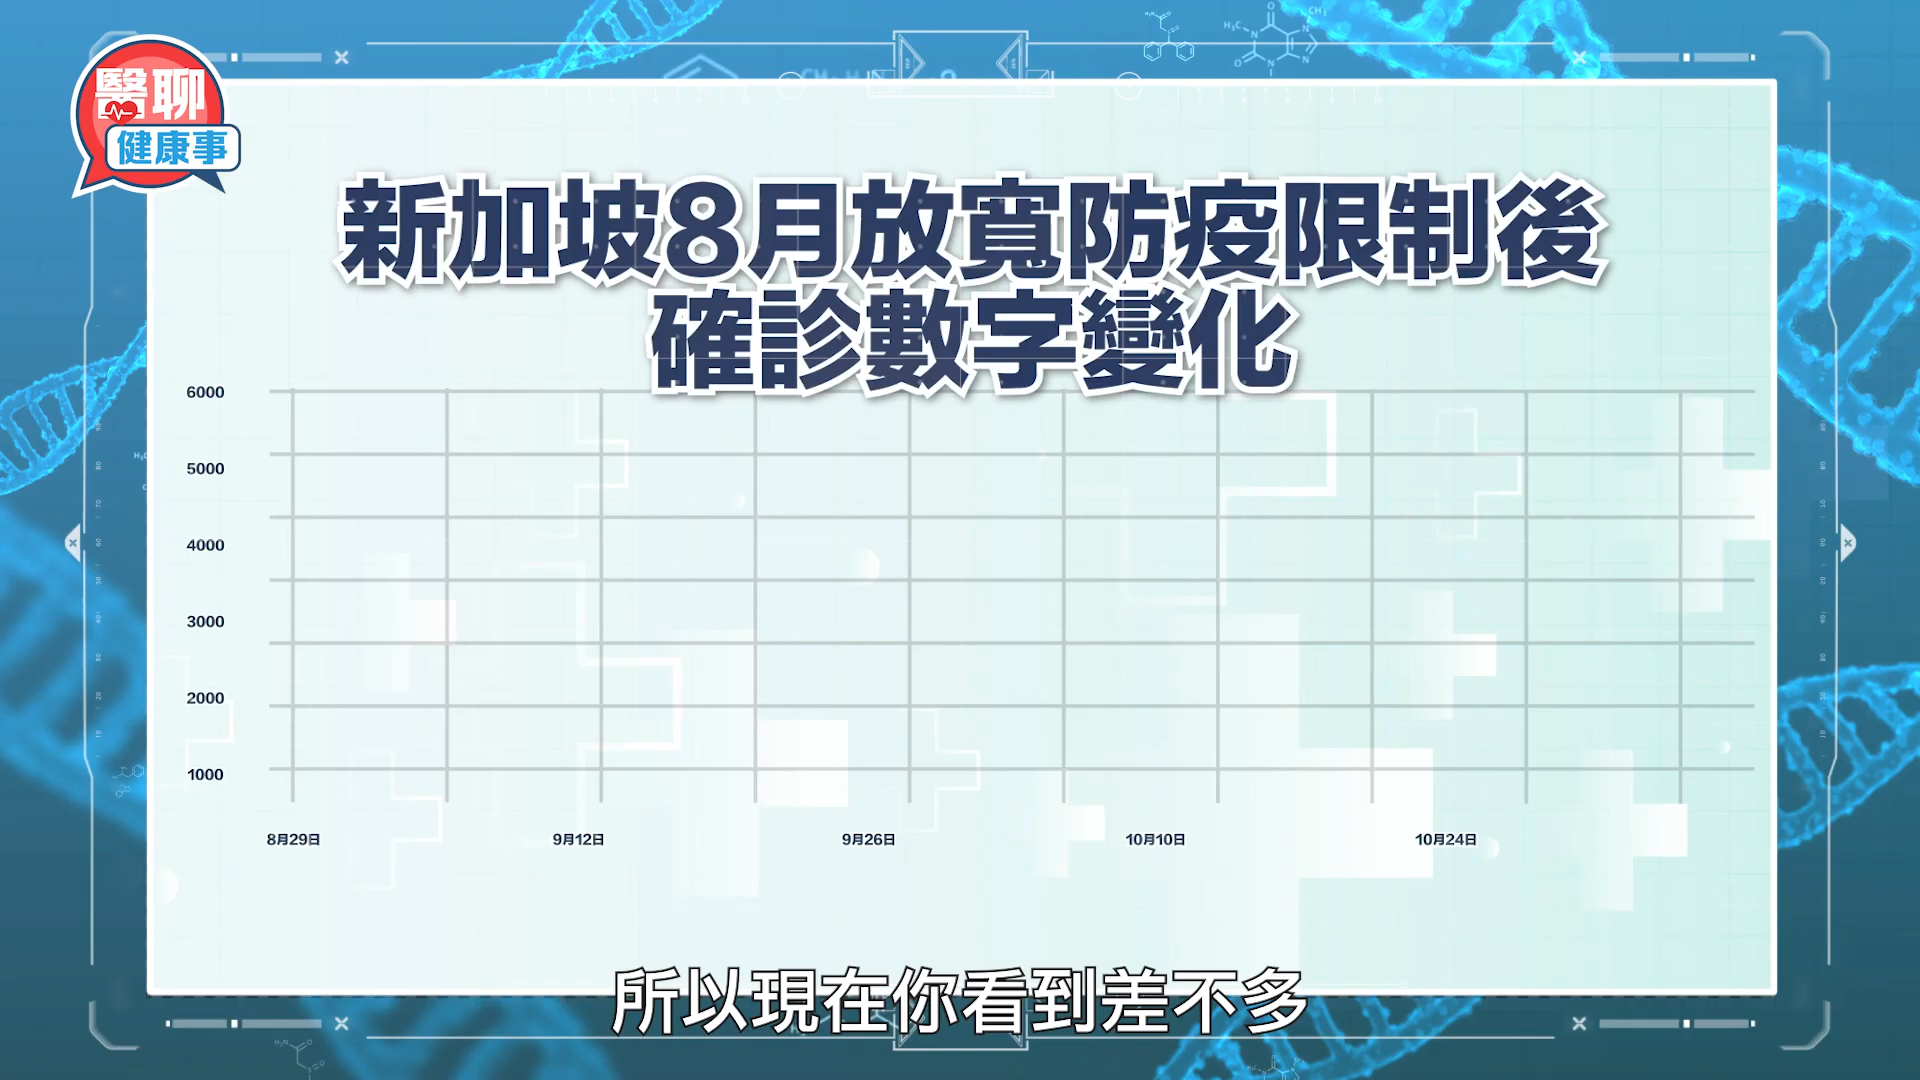 醫聊
健康事
新加坡8月放寬防疫限制後
確診數字變化
6000
5000
4000
3000
2000
1000
8月29日
9月12日
9月26日
10月10日
10月24日
所以現在你看到差不多